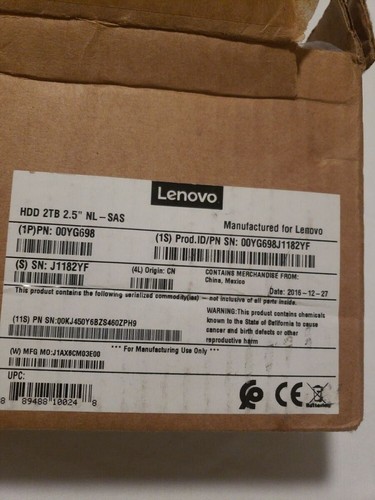 Lenovo
HDD 2TB 2.5" NL-SAS
Manufactured for Lenovo
(1P)PN: 00YG698
(1S) Prod.ID/PN SN: 00YG698J1182YF
(S) SN: J1182YF
(4L) Origin: CN
CONTAINS MERCHANDISE FROM:
China, Mexico
Date: 2016-12-27
This product contains the following serialized commodity(ies) - not inclusive of all parts inside.
(11S) PN SN:00KJ450Y6BZS460ZPH9
WARNING:This product contains chemicals
known to the State of California to cause
cancer and birth defects or other
reproductive harm
*** For Manufacturing Use Only ***
(W) MFG MO:J1AX8CM83E00
UPC:
8 89488 10024 8
CE